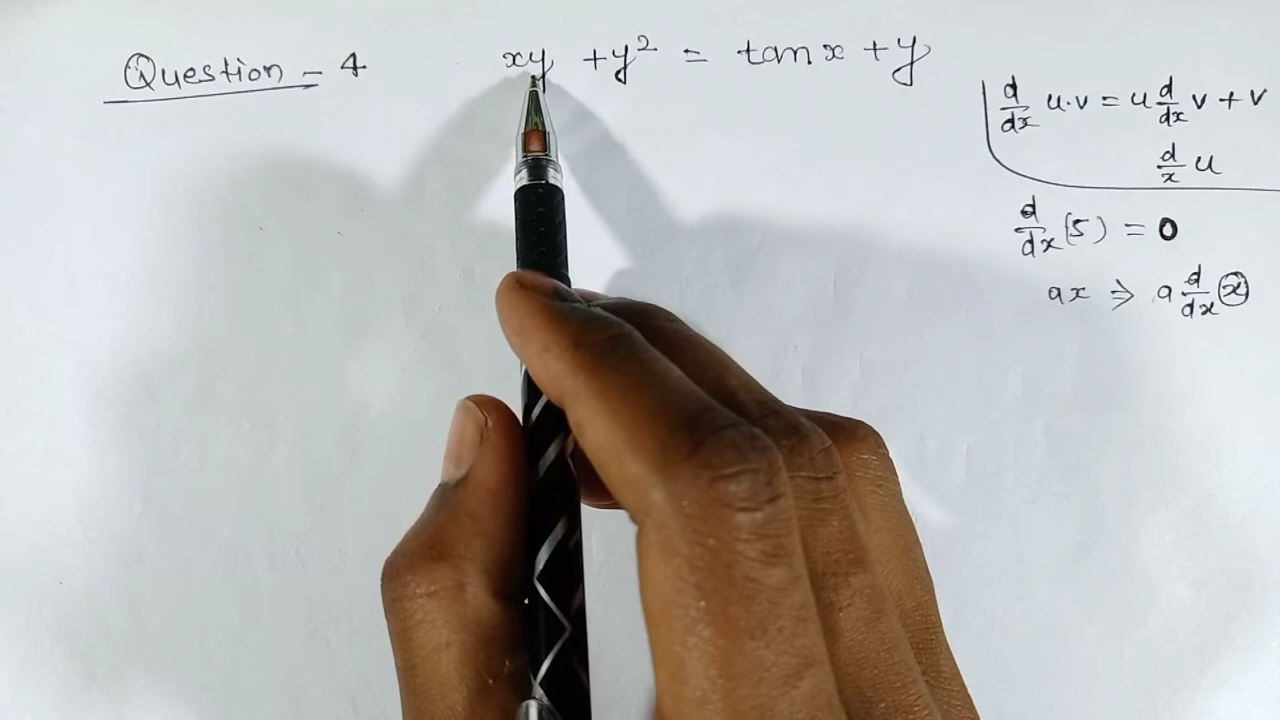 Question - 4
xy + y² = tan x + y
d/dx u.v = u d/dx v + v
d/x u
d/dx (5) = 0
ax ⇒ a d/dx x